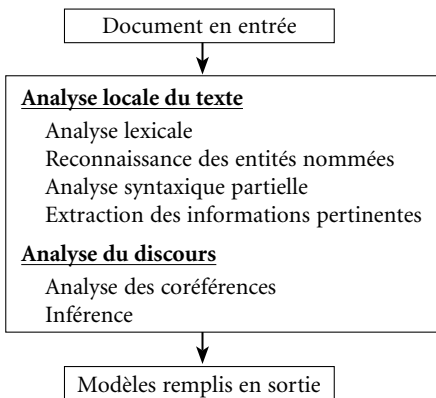 Document en entrée
Analyse locale du texte
Analyse lexicale
Reconnaissance des entités nommées
Analyse syntaxique partielle
Extraction des informations pertinentes
Analyse du discours
Analyse des coréférences
Inférence
Modèles remplis en sortie